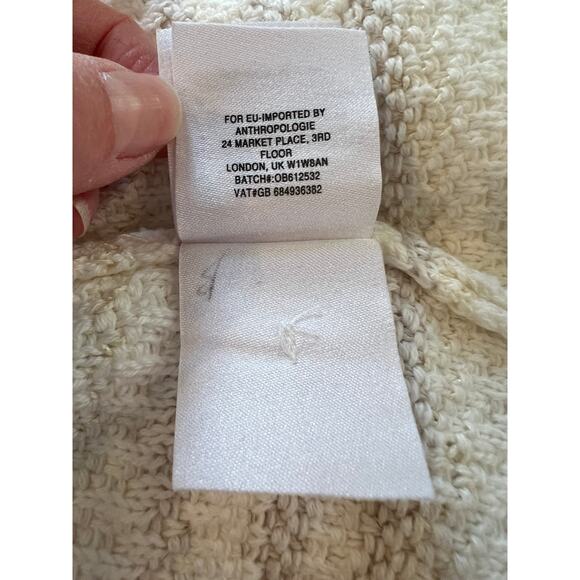 FOR EU-IMPORTED BY
ANTHROPOLOGIE
24 MARKET PLACE, 3RD
FLOOR
LONDON, UK W1W8AN
BATCH#:OB612532
VAT#GB 684936382